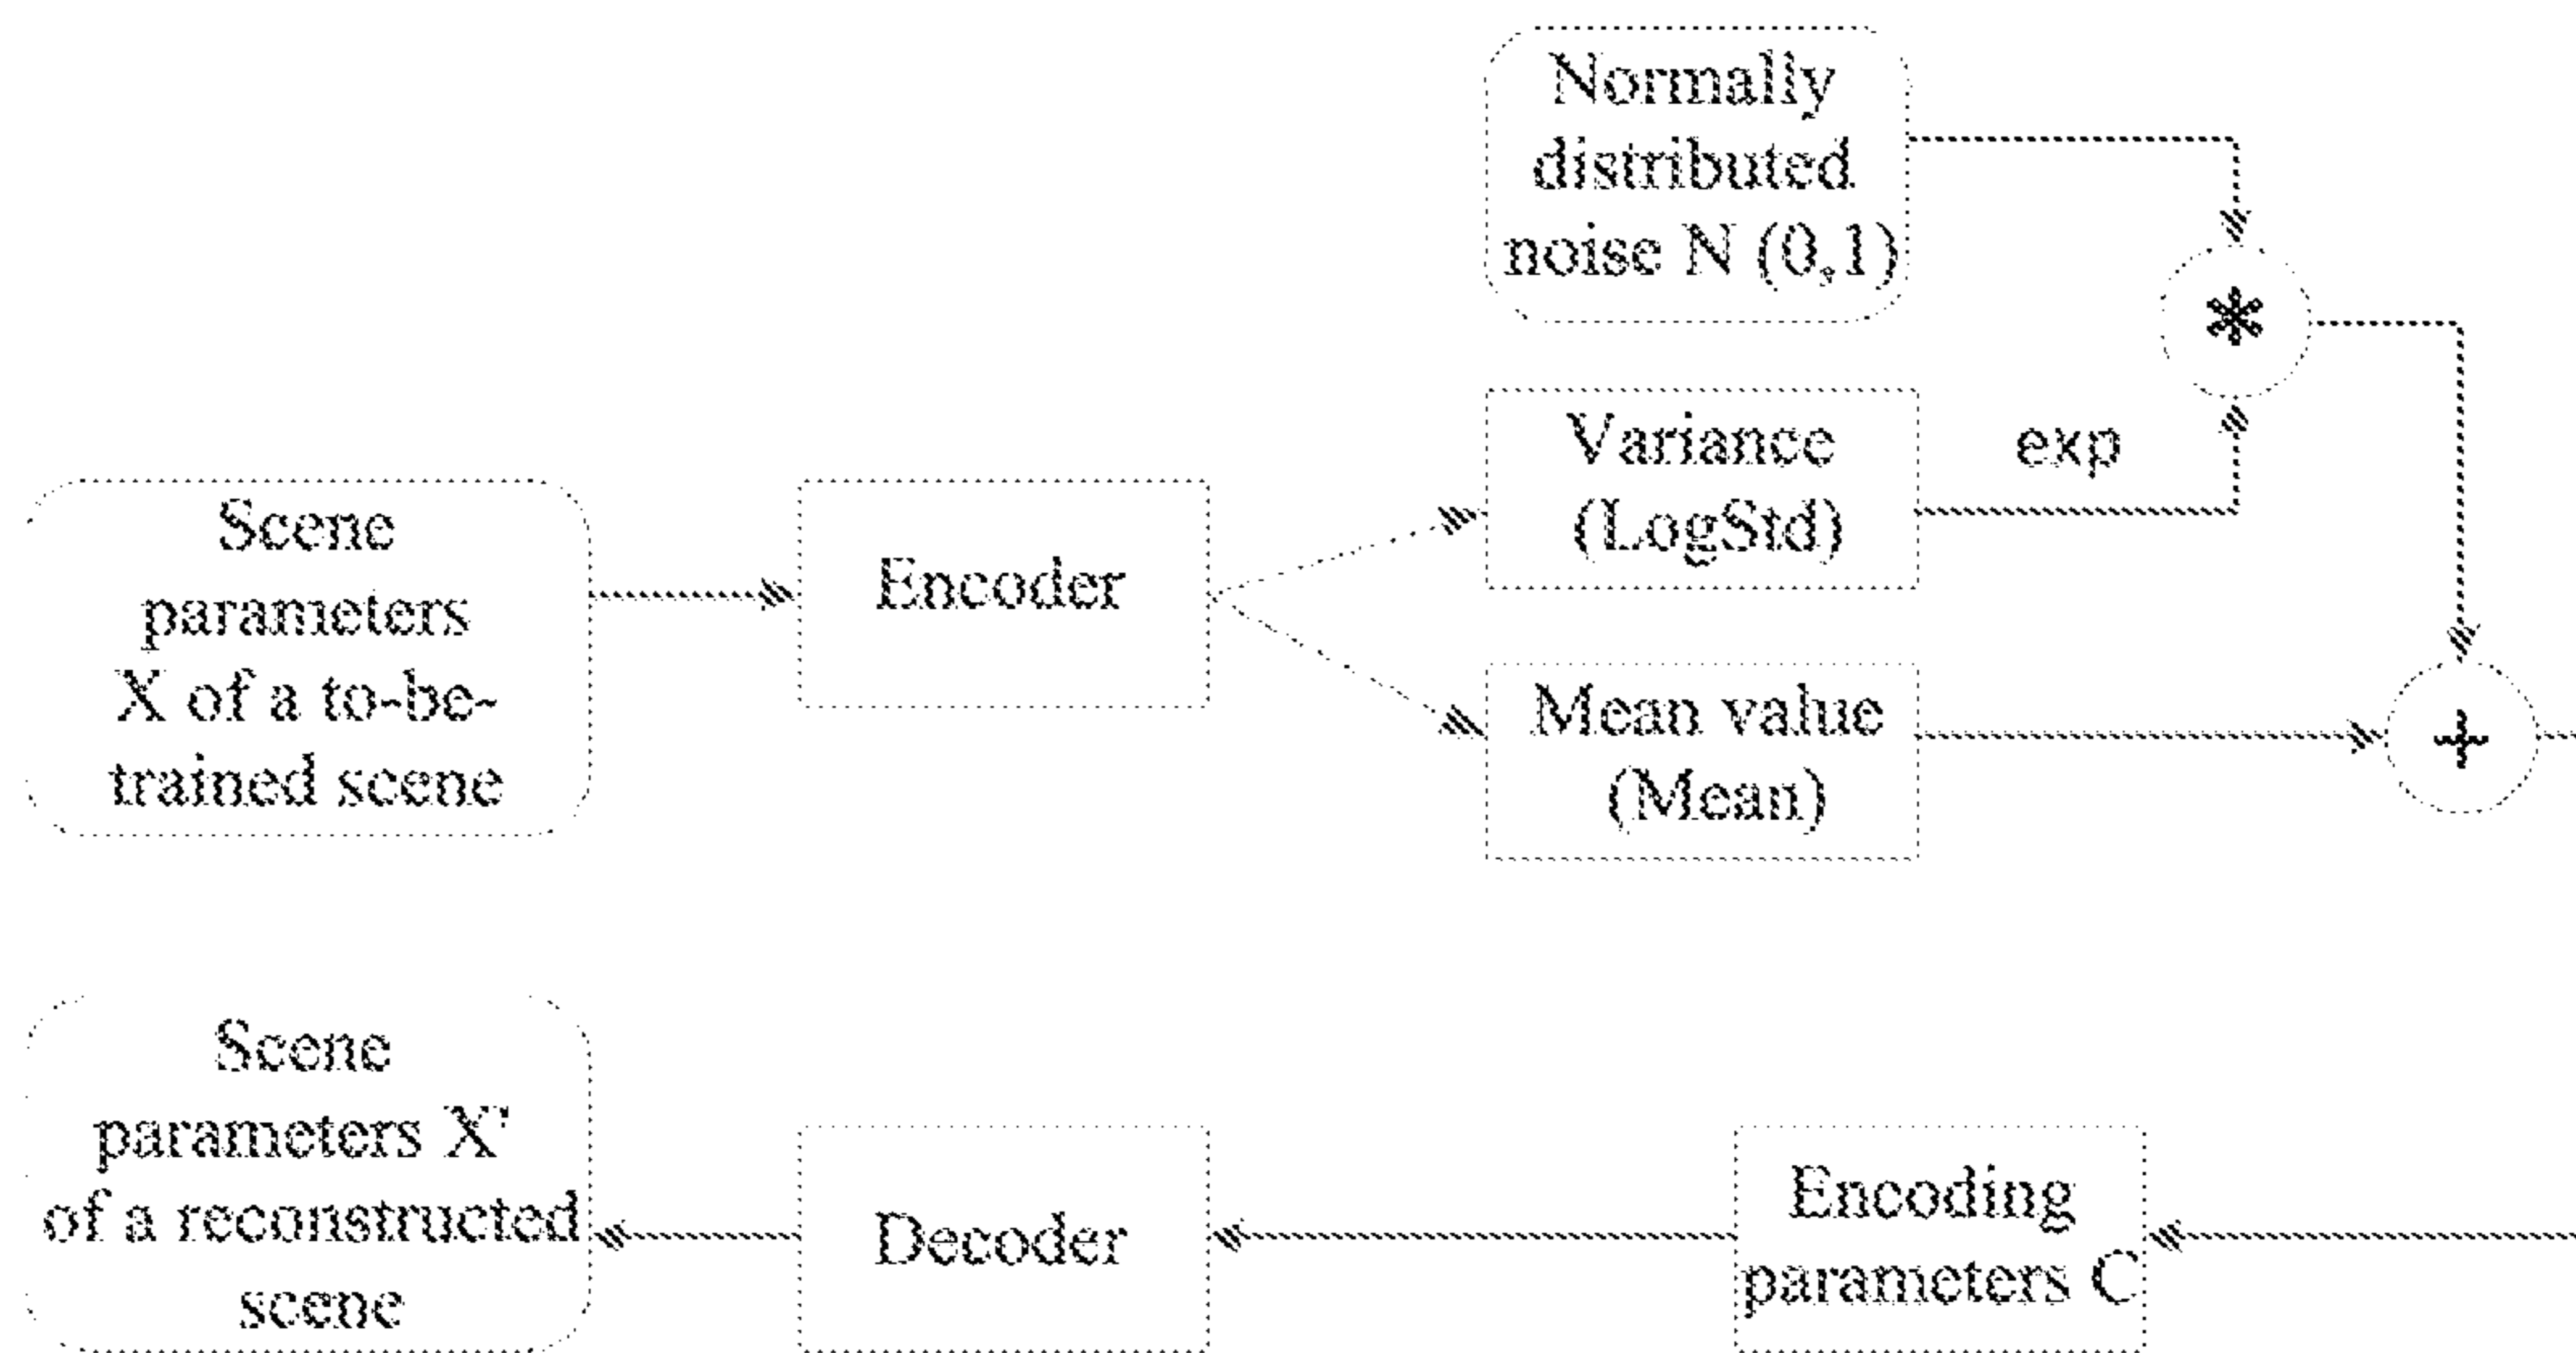 Normally
distributed
noise N (0,1)
*
Variance
(LogStd)
exp
Scene
parameters
X of a to-be-
trained scene
Encoder
Mean value
(Mean)
+
Scene
parameters X'
of a reconstructed
scene
Decoder
Encoding
parameters C